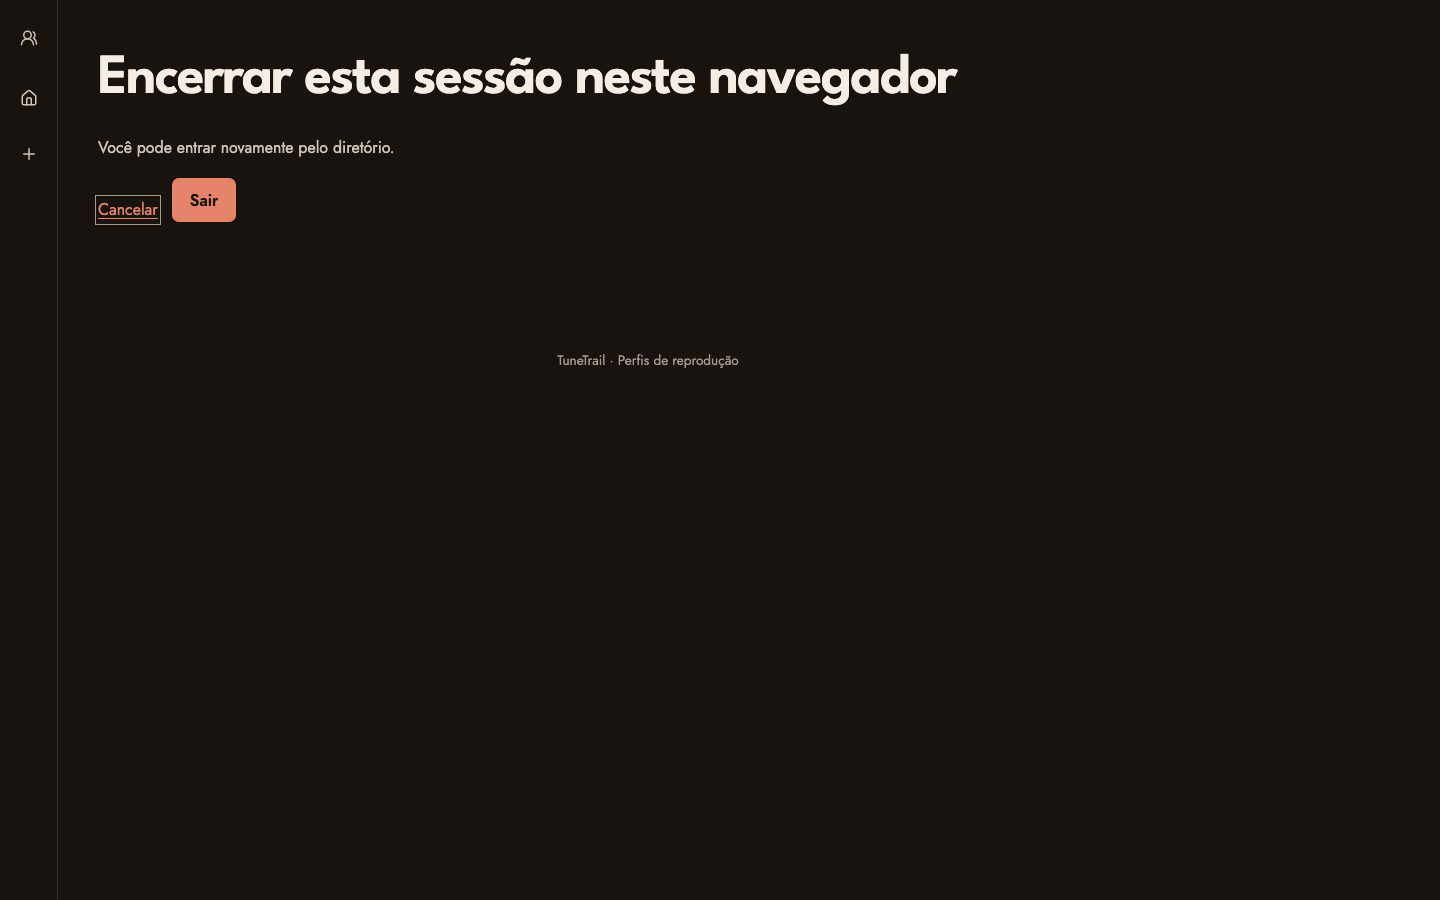 Encerrar esta sessão neste navegador
Você pode entrar novamente pelo diretório.
Cancelar
Sair
TuneTrail · Perfis de reprodução